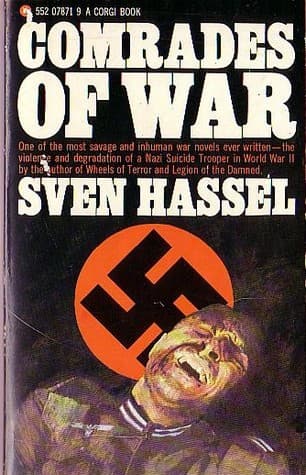 552 07871 9 A CORGI BOOK
COMRADES
OF WAR
One of the most savage and inhuman war novels ever written—the
violence and degradation of a Nazi Suicide Trooper in World War II
by the author of Wheels of Terror and Legion of the Damned.
SVEN HASSEL